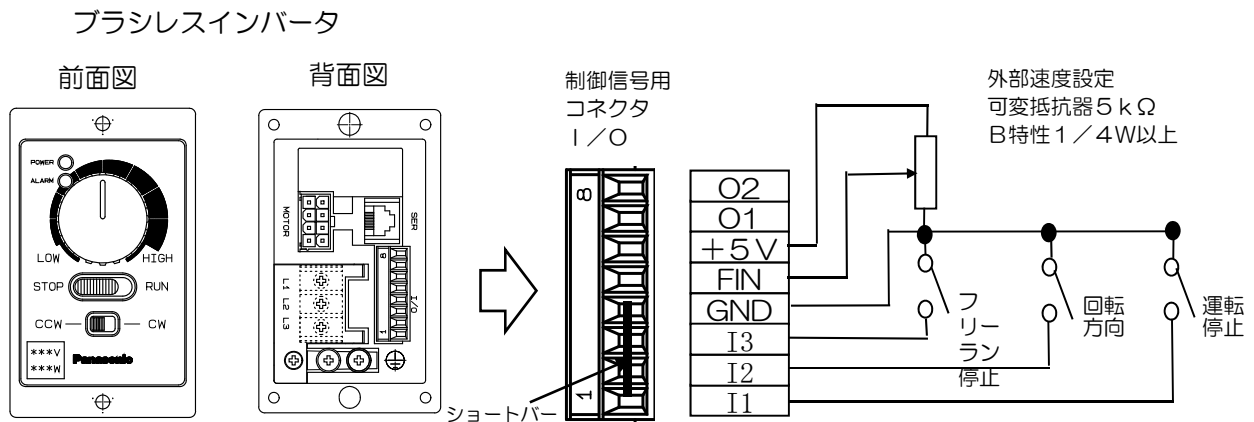 ブラシレスインバータ
前面図
背面図
POWER
ALARM
LOW
HIGH
STOP
RUN
CCW
CW
***V
***W
Panasonic
MOTOR
SER
L1
L2
L3
8
1
I/O
制御信号用
コネクタ
I/O
8
1
ショートバー
O2
O1
+5V
FIN
GND
I3
I2
I1
外部速度設定
可変抵抗器5kΩ
B特性1/4W以上
フリーラン
停止
回転
方向
運転
停止